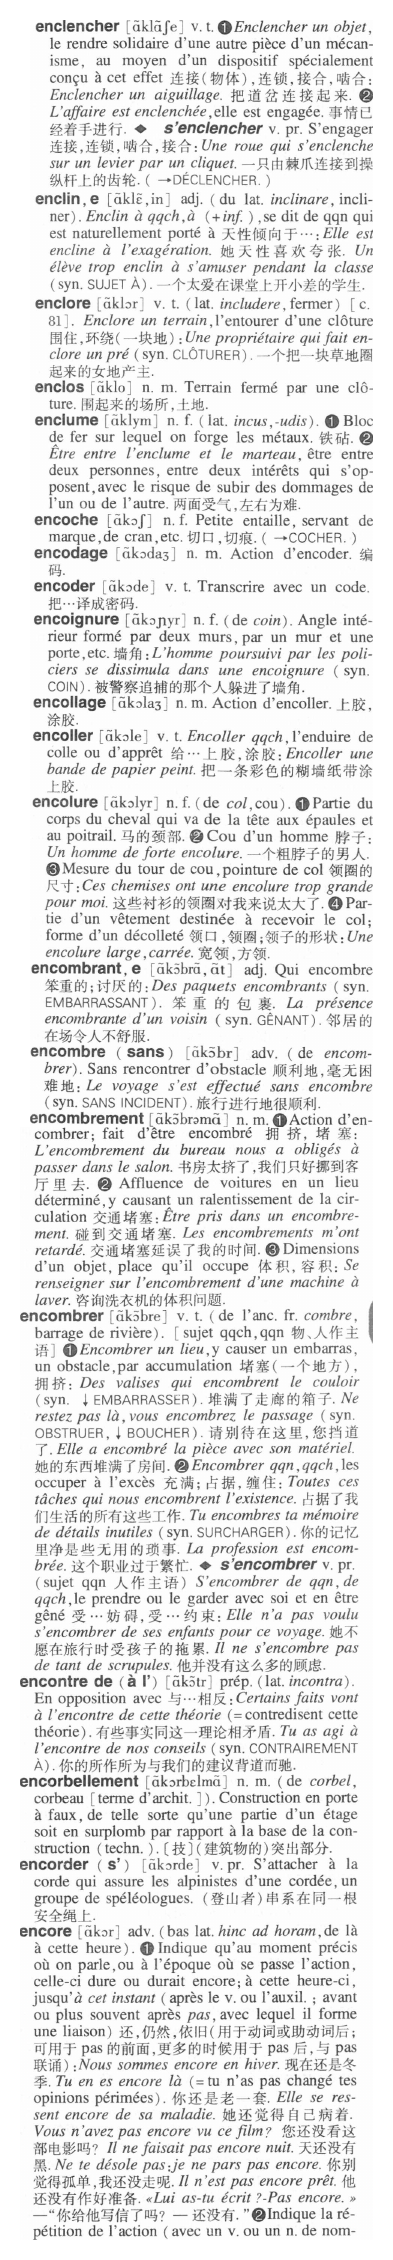 enclencher [ãklãʃe] v. t. ❶ Enclencher un objet,
le rendre solidaire d'une autre pièce d'un mécan-
isme, au moyen d'un dispositif spécialement
conçu à cet effet 连接(物体),连锁,接合,啮合:
Enclencher un aiguillage. 把道岔连接起来. ❷
L'affaire est enclenchée, elle est engagée. 事情已
经着手进行. ◆ s'enclencher v. pr. S'engager
连接,连锁,啮合,接合: Une roue qui s'enclenche
sur un levier par un cliquet. 一只由棘爪连接到操
纵杆上的齿轮. ( →DÉCLENCHER. )
enclin, e [ãklɛ̃, in] adj. (du lat. inclinare, incli-
ner). Enclin à qqch, à (+inf. ), se dit de qqn qui
est naturellement porté à 天性倾向于…: Elle est
encline à l'exagération. 她天性喜欢夸张. Un
élève trop enclin à s'amuser pendant la classe
(syn. SUJET À). 一个太爱在课堂上开小差的学生.
enclore [ãklɔr] v. t. (lat. includere, fermer) [c.
81]. Enclore un terrain, l'entourer d'une clôture
围住,环绕(一块地): Une propriétaire qui fait en-
clore un pré (syn. CLÔTURER). 一个把一块草地圈
起来的女地产主.
enclos [ãklo] n. m. Terrain fermé par une clô-
ture. 围起来的场所,土地.
enclume [ãklym] n. f. (lat. incus, -udis). ❶ Bloc
de fer sur lequel on forge les métaux. 铁砧. ❷
Être entre l'enclume et le marteau, être entre
deux personnes, entre deux intérêts qui s'op-
posent, avec le risque de subir des dommages de
l'un ou de l'autre. 两面受气,左右为难.
encoche [ãkɔʃ] n. f. Petite entaille, servant de
marque, de cran, etc. 切口,切痕. ( →COCHER. )
encodage [ãkɔdaʒ] n. m. Action d'encoder. 编
码.
encoder [ãkɔde] v. t. Transcrire avec un code.
把…译成密码.
encoignure [ãkɔɲyr] n. f. (de coin). Angle inté-
rieur formé par deux murs, par un mur et une
porte, etc. 墙角: L'homme poursuivi par les poli-
ciers se dissimula dans une encoignure ( syn.
COIN). 被警察追捕的那个人躲进了墙角.
encollage [ãkɔlaʒ] n. m. Action d'encoller. 上胶,
涂胶.
encoller [ãkɔle] v. t. Encoller qqch, l'enduire de
colle ou d'apprêt 给…上胶,涂胶: Encoller une
bande de papier peint. 把一条彩色的糊墙纸带涂
上胶.
encolure [ãkɔlyr] n. f. (de col, cou). ❶ Partie du
corps du cheval qui va de la tête aux épaules et
au poitrail. 马的颈部. ❷ Cou d'un homme 脖子:
Un homme de forte encolure. 一个粗脖子的男人.
❸ Mesure du tour de cou, pointure de col 领圈的
尺寸: Ces chemises ont une encolure trop grande
pour moi. 这些衬衫的领圈对我来说太大了. ❹ Par-
tie d'un vêtement destinée à recevoir le col;
forme d'un décolleté 领口,领圈;领子的形状: Une
encolure large, carrée. 宽领,方领.
encombrant, e [ãkɔ̃brã, ãt] adj. Qui encombre
笨重的;讨厌的: Des paquets encombrants ( syn.
EMBARRASSANT). 笨重的包裹. La présence
encombrante d'un voisin ( syn. GÊNANT). 邻居的
在场令人不舒服.
encombre ( sans ) [ãkɔ̃br] adv. ( de encom-
brer). Sans rencontrer d'obstacle 顺利地,毫无困
难地: Le voyage s'est effectué sans encombre
(syn. SANS INCIDENT). 旅行进行地很顺利.
encombrement [ãkɔ̃brəmã] n. m. ❶ Action d'en-
combrer; fait d'être encombré 拥挤, 堵塞:
L'encombrement du bureau nous a obligés à
passer dans le salon. 书房太挤了,我们只好挪到客
厅里去. ❷ Affluence de voitures en un lieu
déterminé, y causant un ralentissement de la cir-
culation 交通堵塞: Être pris dans un encombre-
ment. 碰到交通堵塞. Les encombrements m'ont
retardé. 交通堵塞延误了我的时间. ❸ Dimensions
d'un objet, place qu'il occupe 体积, 容积: Se
renseigner sur l'encombrement d'une machine à
laver. 咨询洗衣机的体积问题.
encombrer [ãkɔ̃bre] v. t. ( de l'anc. fr. combre,
barrage de rivière). [ sujet qqch, qqn 物、人作主
语] ❶ Encombrer un lieu, y causer un embarras,
un obstacle, par accumulation 堵塞(一个地方),
拥挤: Des valises qui encombrent le couloir
(syn. ↓EMBARRASSER). 堆满了走廊的箱子. Ne
restez pas là, vous encombrez le passage (syn.
OBSTRUER, ↓BOUCHER). 请别待在这里,您挡道
了. Elle a encombré la pièce avec son matériel.
她的东西堆满了房间. ❷ Encombrer qqn, qqch, les
occuper à l'excès 充满;占据,缠住: Toutes ces
tâches qui nous encombrent l'existence. 占据了我
们生活的所有这些工作. Tu encombres ta mémoire
de détails inutiles (syn. SURCHARGER). 你的记忆
里净是些无用的琐事. La profession est encom-
brée. 这个职业过于繁忙. ◆ s'encombrer v. pr.
(sujet qqn 人作主语) S'encombrer de qqn, de
qqch, le prendre ou le garder avec soi et en être
gêné 受…妨碍,受…约束: Elle n'a pas voulu
s'encombrer de ses enfants pour ce voyage. 她不
愿在旅行时受孩子的拖累. Il ne s'encombre pas
de tant de scrupules. 他并没有这么多的顾虑.
encontre de (à l') [ãkɔ̃tr] prép. (lat. incontra).
En opposition avec 与…相反: Certains faits vont
à l'encontre de cette théorie (= contredisent cette
théorie). 有些事实同这一理论相矛盾. Tu as agi à
l'encontre de nos conseils (syn. CONTRAIREMENT
À). 你的所作所为与我们的建议背道而驰.
encorbellement [ãkɔrbɛlmã] n. m. ( de corbel,
corbeau [terme d'archit. ]). Construction en porte
à faux, de telle sorte qu'une partie d'un étage
soit en surplomb par rapport à la base de la con-
struction (techn. ).〔技〕(建筑物的)突出部分.
encorder ( s' ) [ãkɔrde] v. pr. S'attacher à la
corde qui assure les alpinistes d'une cordée, un
groupe de spéléologues. (登山者)串系在同一根
安全绳上.
encore [ãkɔr] adv. (bas lat. hinc ad horam, de là
à cette heure). ❶ Indique qu'au moment précis
où on parle, ou à l'époque où se passe l'action,
celle-ci dure ou durait encore; à cette heure-ci,
jusqu'à cet instant (après le v. ou l'auxil. ; avant
ou plus souvent après pas, avec lequel il forme
une liaison) 还,仍然,依旧(用于动词或助动词后;
可用于 pas 的前面,更多的时候用于 pas 后,与 pas
联诵): Nous sommes encore en hiver. 现在还是冬
季. Tu en es encore là (= tu n'as pas changé tes
opinions périmées). 你还是老一套. Elle se res-
sent encore de sa maladie. 她还觉得自己病着.
Vous n'avez pas encore vu ce film? 您还没看这
部电影吗? Il ne faisait pas encore nuit. 天还没有
黑. Ne te désole pas: je ne pars pas encore. 你别
觉得孤单,我还没走呢. Il n'est pas encore prêt. 他
还没有作好准备. «Lui as-tu écrit ?-Pas encore. »
—“你给他写信了吗? — 还没有. ”❷ Indique la ré-
pétition de l'action (avec un v. ou un n. de nom-